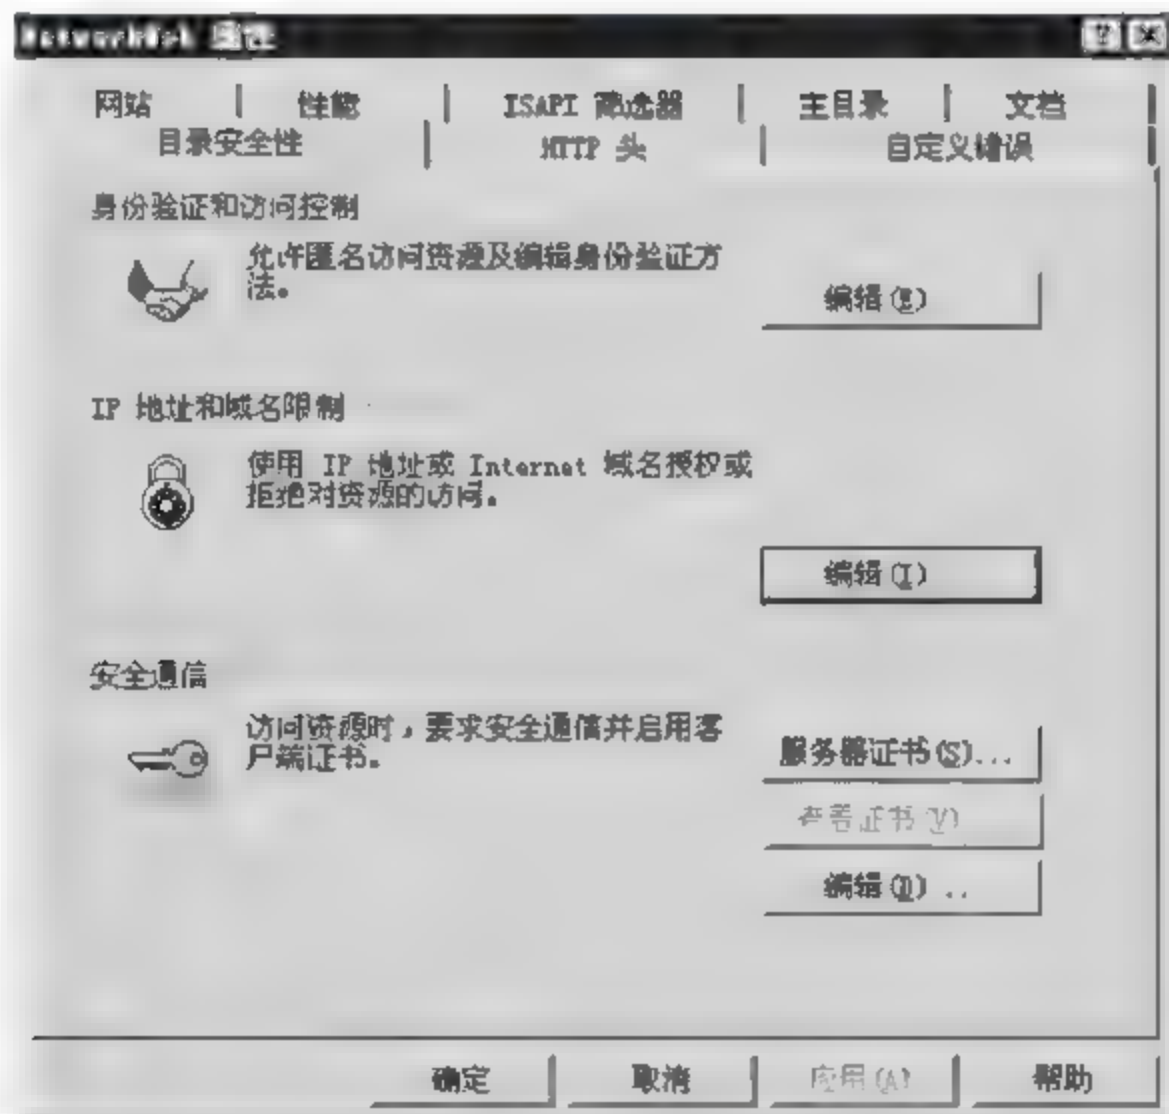 NetworkDsk 属性
网站 性能 ISAPI 筛选器 主目录 文档
目录安全性 HTTP 头 自定义错误
身份验证和访问控制
允许匿名访问资源及编辑身份验证方
法。
编辑(E)
IP 地址和域名限制
使用 IP 地址或 Internet 域名授权或
拒绝对资源的访问。
编辑(I)
安全通信
访问资源时，要求安全通信并启用客
户端证书。
服务器证书(S)...
查看证书(V)
编辑(D)..
确定 取消 应用(A) 帮助